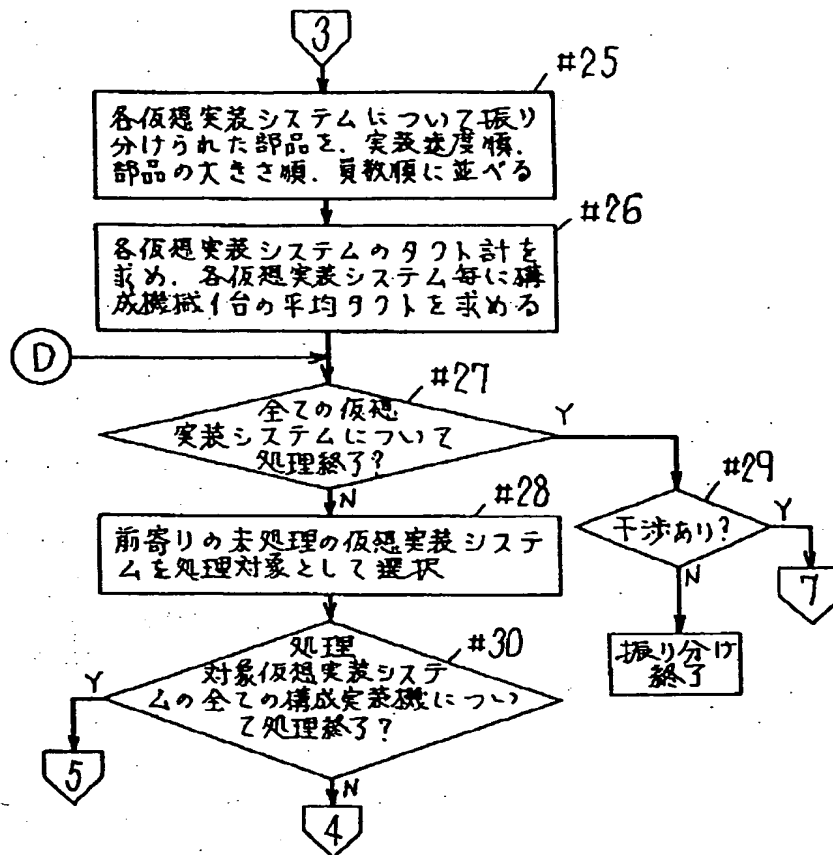 3
#25
各仮想実装システムについて振り
分けられた部品を、実装速度順、
部品の大きさ順、員数順に並べる
#26
各仮想実装システムのタクト計を
求め、各仮想実装システム毎に構
成機械1台の平均タクトを求める
D
#27
全ての仮想
実装システムについて
処理終了?
Y
N
#28
前寄りの未処理の仮想実装システ
ムを処理対象として選択
#29
干渉あり?
Y
N
7
振り分け
終了
#30
処理
対象仮想実装システ
ムの全ての構成実装機につい
て処理終了?
Y
5
N
4